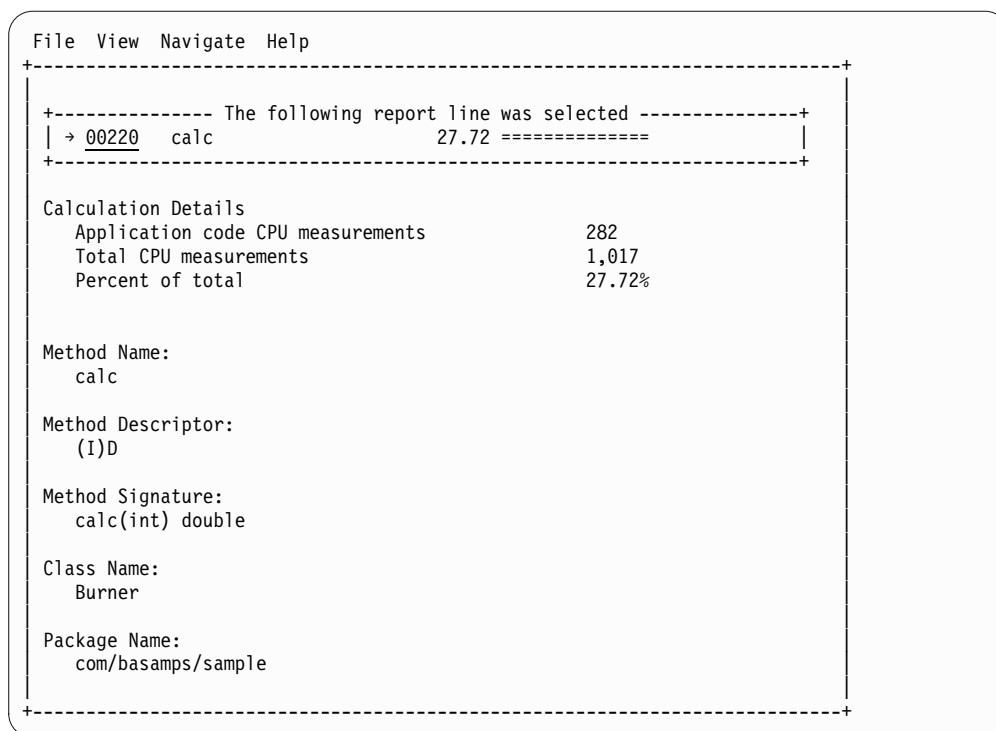 File  View  Navigate  Help
+----------------------------------------------------------------------------+
+-------------- The following report line was selected ---------------+
| → 00220   calc                     27.72 ==============              |
+----------------------------------------------------------------------+
Calculation Details
Application code CPU measurements               282
Total CPU measurements                          1,017
Percent of total                                27.72%
Method Name:
calc
Method Descriptor:
(I)D
Method Signature:
calc(int) double
Class Name:
Burner
Package Name:
com/basamps/sample
+----------------------------------------------------------------------------+